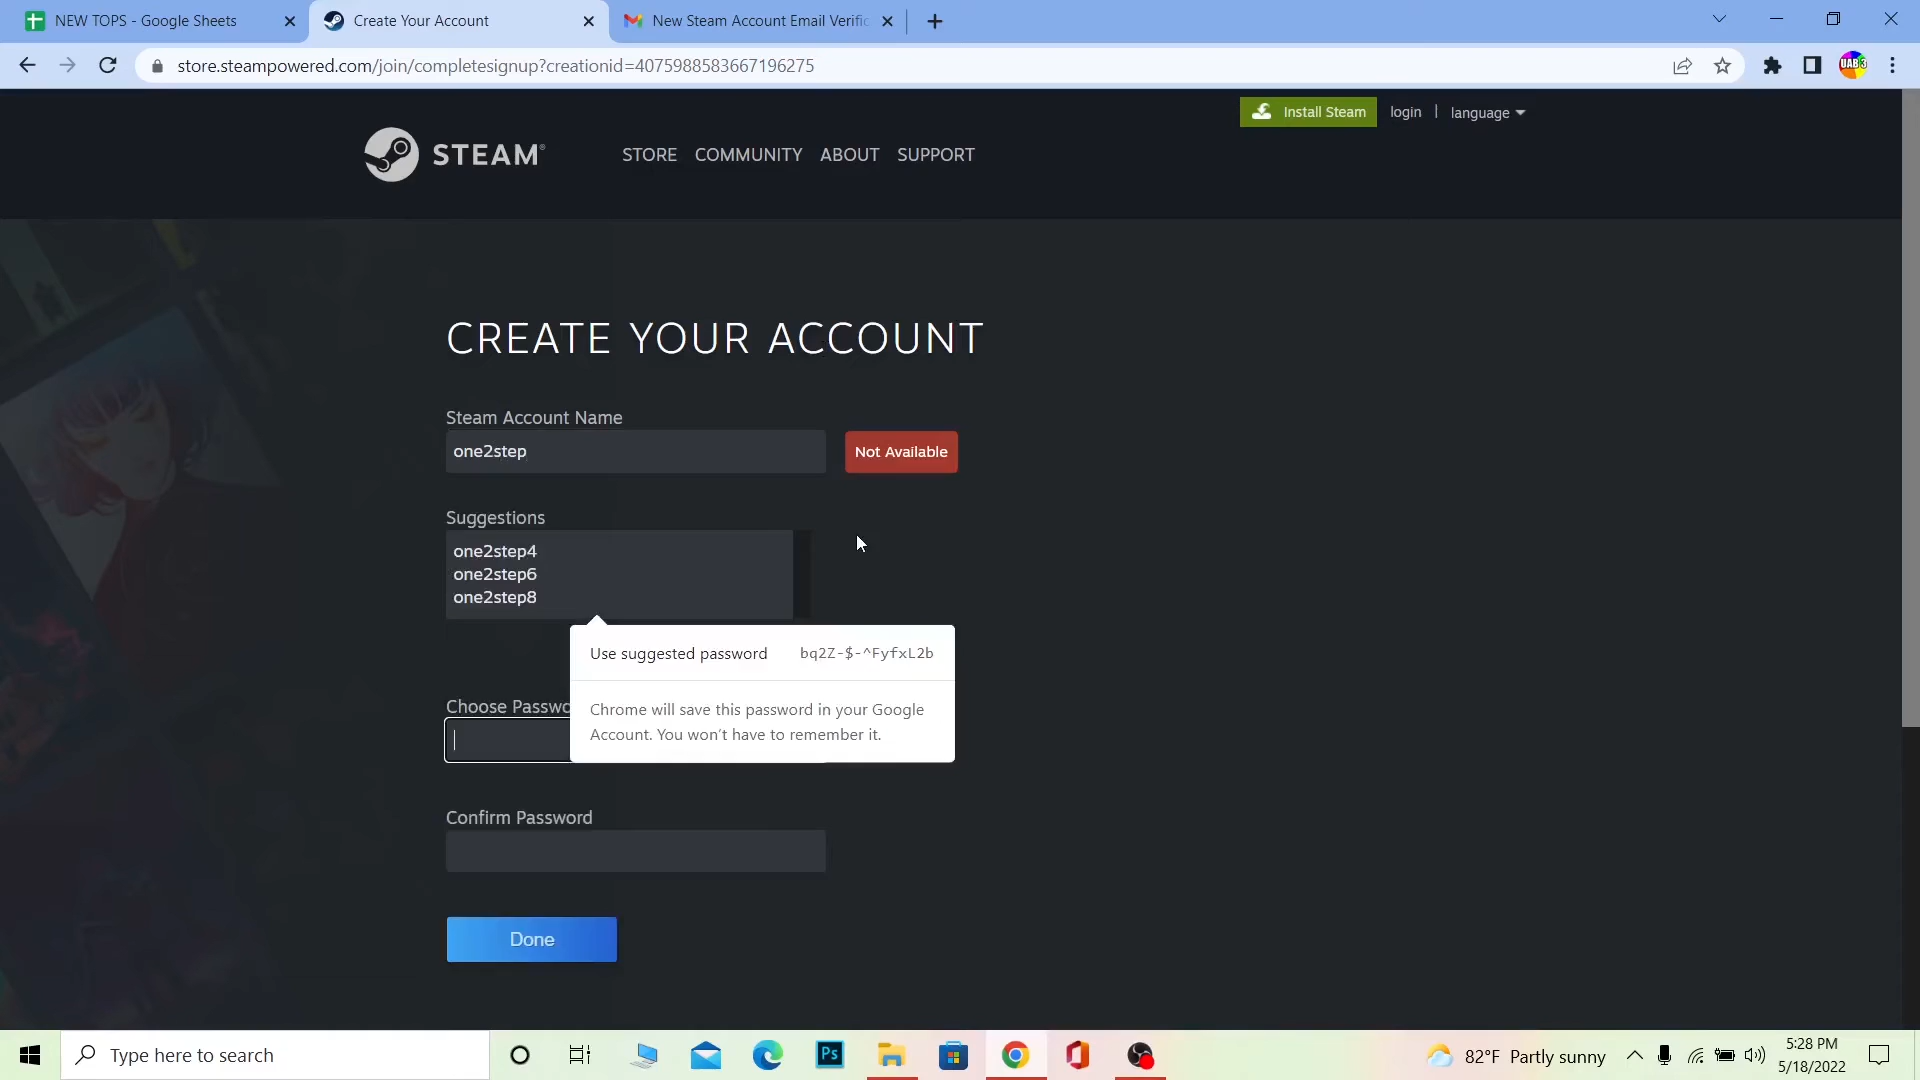 NEW TOPS - Google Sheets
Create Your Account
New Steam Account Email Verific
store.steampowered.com/join/completesignup?creationid=4075988583667196275
UAB 3
Install Steam
login | language
STEAM®
STORE COMMUNITY ABOUT SUPPORT
CREATE YOUR ACCOUNT
Steam Account Name
one2step
Not Available
Suggestions
one2step4
one2step6
one2step8
Use suggested password bq2Z-$-^FyfxL2b
Chrome will save this password in your Google
Account. You won’t have to remember it.
Choose Passwo
Confirm Password
Done
Type here to search
Ps
82°F Partly sunny
5:28 PM
5/18/2022